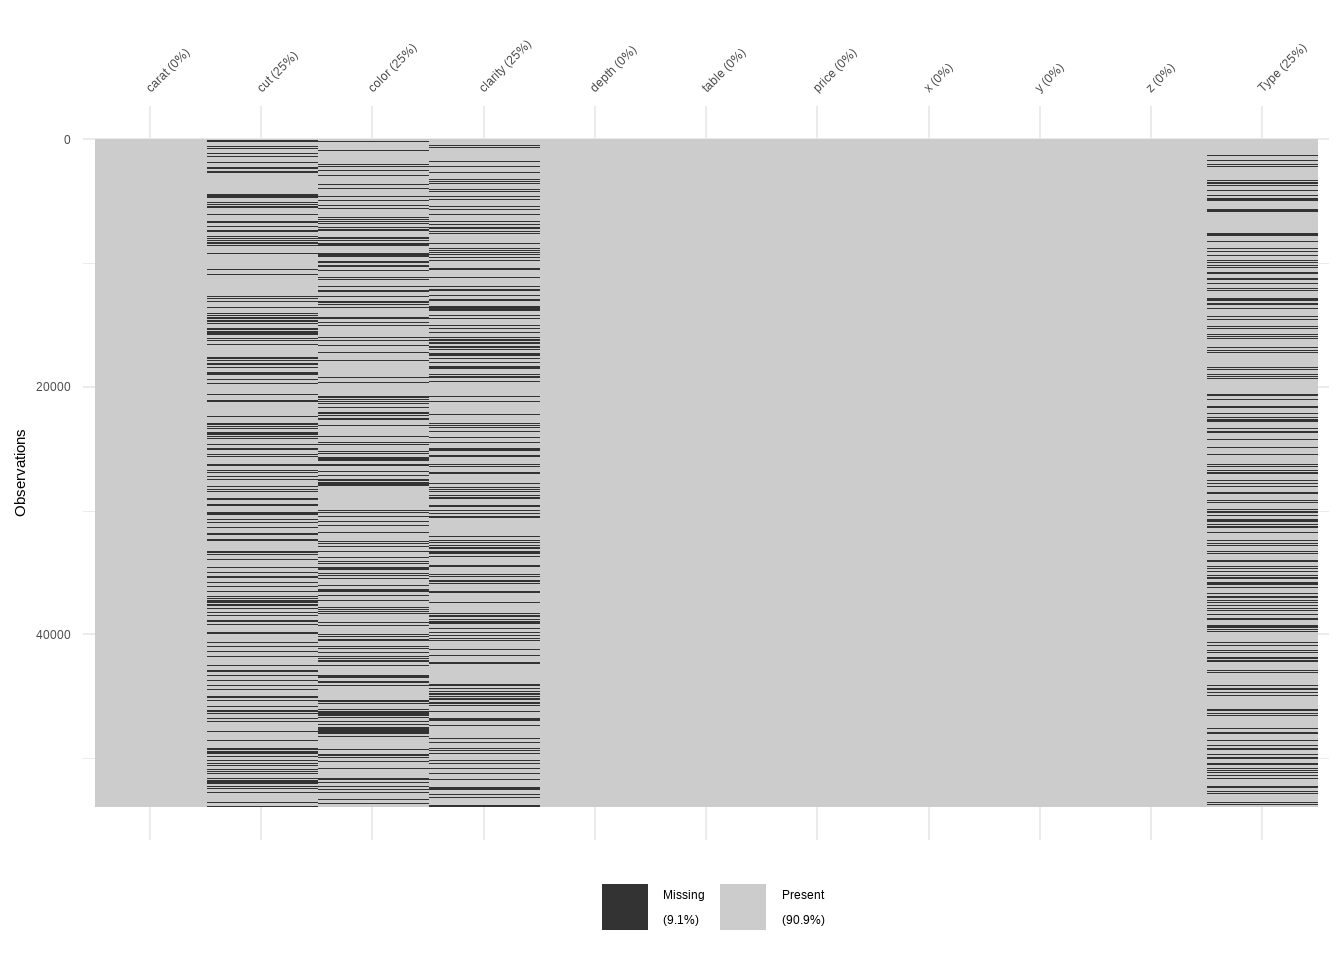 carat (0%)
cut (25%)
color (25%)
clarity (25%)
depth (0%)
table (0%)
price (0%)
x (0%)
y (0%)
z (0%)
Type (25%)
0
20000
40000
Observations
Missing
(9.1%)
Present
(90.9%)